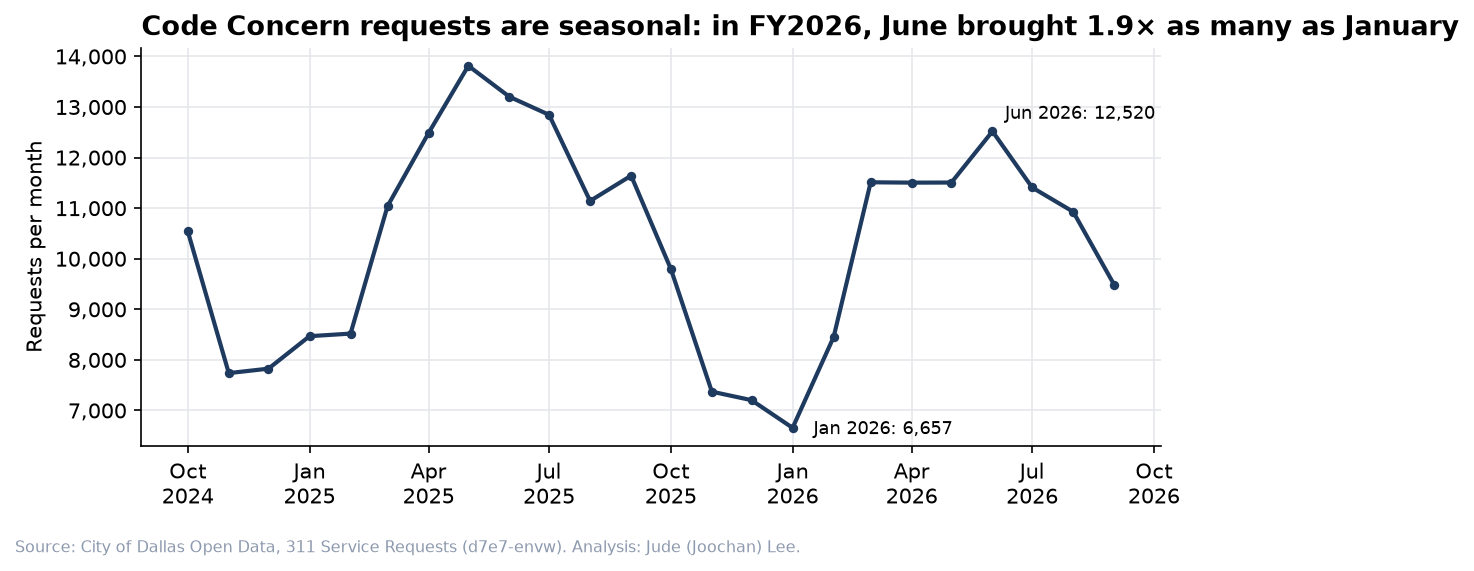 Code Concern requests are seasonal: in FY2026, June brought 1.9× as many as January
14,000
13,000
12,000
11,000
10,000
9,000
8,000
7,000
Requests per month
Jun 2026: 12,520
Jan 2026: 6,657
Oct Jan Apr Jul Oct Jan Apr Jul Oct
2024 2025 2025 2025 2025 2026 2026 2026 2026
Source: City of Dallas Open Data, 311 Service Requests (d7e7-envw). Analysis: Jude (Joochan) Lee.